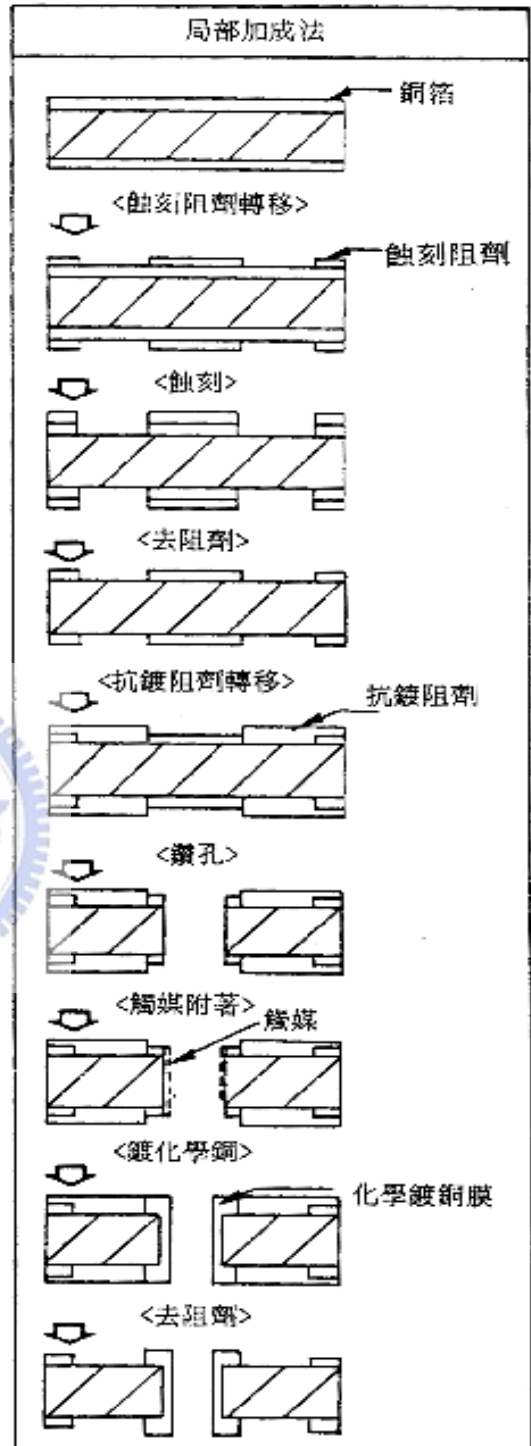 局部加成法
銅箔
<蝕刻阻劑轉移>
蝕刻阻劑
<蝕刻>
<去阻劑>
<抗鍍阻劑轉移>
抗鍍阻劑
<鑽孔>
<觸媒附著>
觸媒
<鍍化學銅>
化學鍍銅膜
<去阻劑>